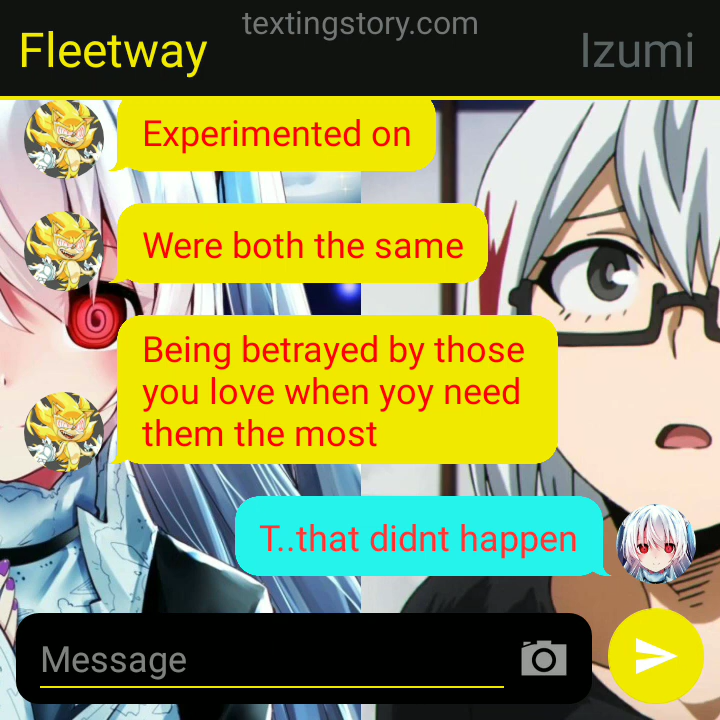 textingstory.com
Fleetway
Izumi
Experimented on
Were both the same
Being betrayed by those
you love when yoy need
them the most
T..that didnt happen
Message